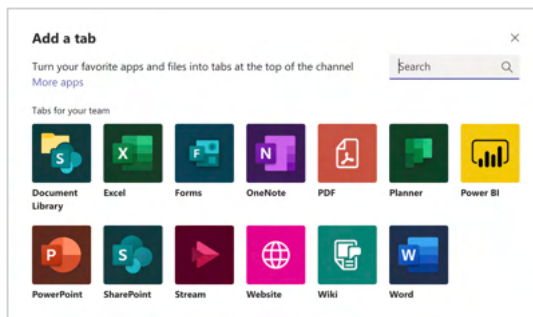 Add a tab
Turn your favorite apps and files into tabs at the top of the channel
Search
More apps
Tabs for your team
S
X
F
N
Document Library
Excel
Forms
OneNote
PDF
Planner
Power BI
P
S
W
PowerPoint
SharePoint
Stream
Website
Wiki
Word